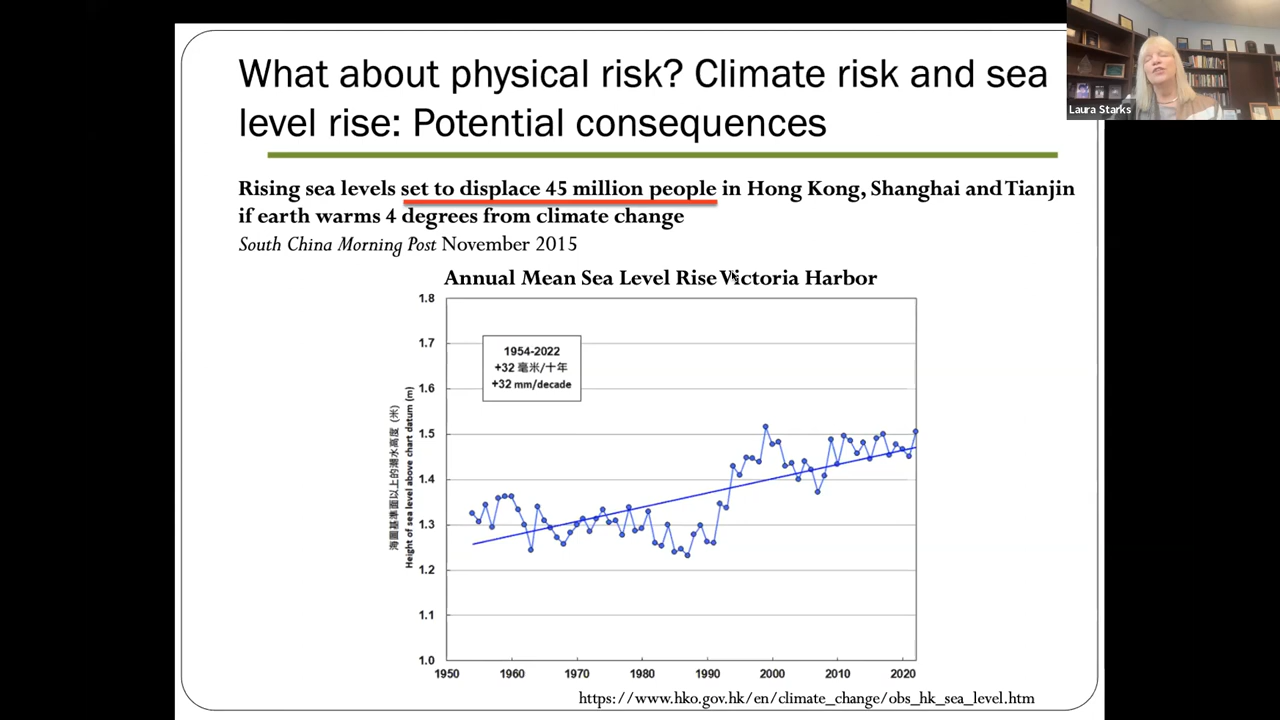 What about physical risk? Climate risk and sea
level rise: Potential consequences
Laura Starks
Rising sea levels set to displace 45 million people in Hong Kong, Shanghai and Tianjin
if earth warms 4 degrees from climate change
South China Morning Post November 2015
Annual Mean Sea Level Rise Victoria Harbor
1.8
1.7
1.6
1.5
1.4
1.3
1.2
1.1
1.0
1954-2022
+32 毫米/十年
+32 mm/decade
海圖基準面以上的潮水高度 (米)
Height of sea level above chart datum (m)
1950 1960 1970 1980 1990 2000 2010 2020
https://www.hko.gov.hk/en/climate_change/obs_hk_sea_level.htm